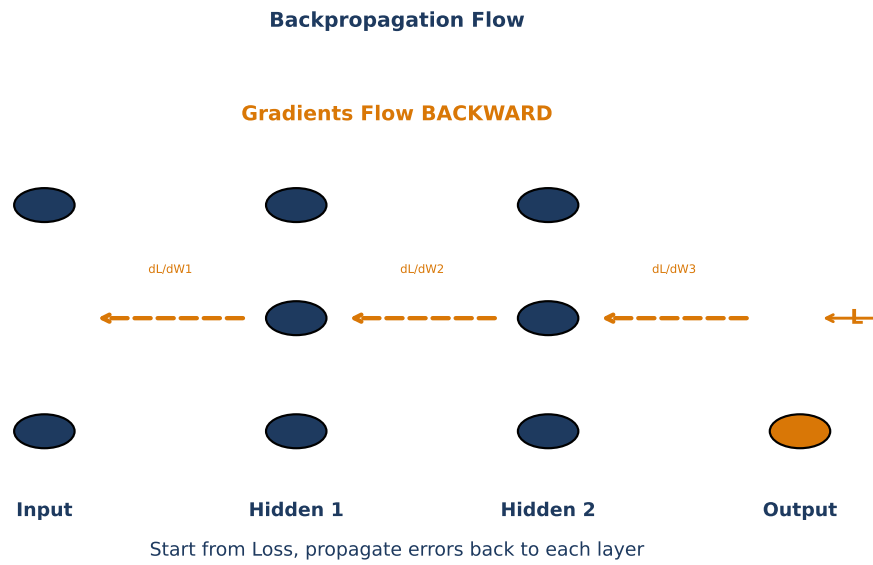 Backpropagation Flow
Gradients Flow BACKWARD
dL/dW1 dL/dW2 dL/dW3
L
Input Hidden 1 Hidden 2 Output
Start from Loss, propagate errors back to each layer